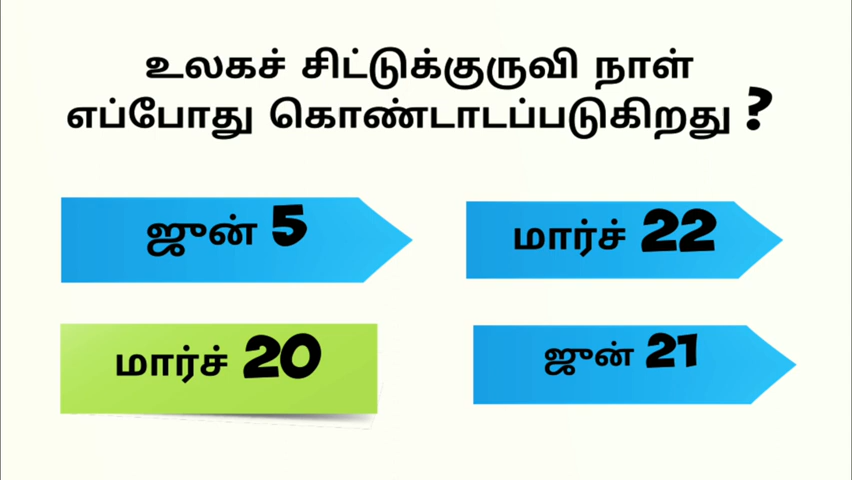 உலகச் சிட்டுக்குருவி நாள்
எப்போது கொண்டாடப்படுகிறது ?
ஜுன் 5
மார்ச் 22
மார்ச் 20
ஜுன் 21